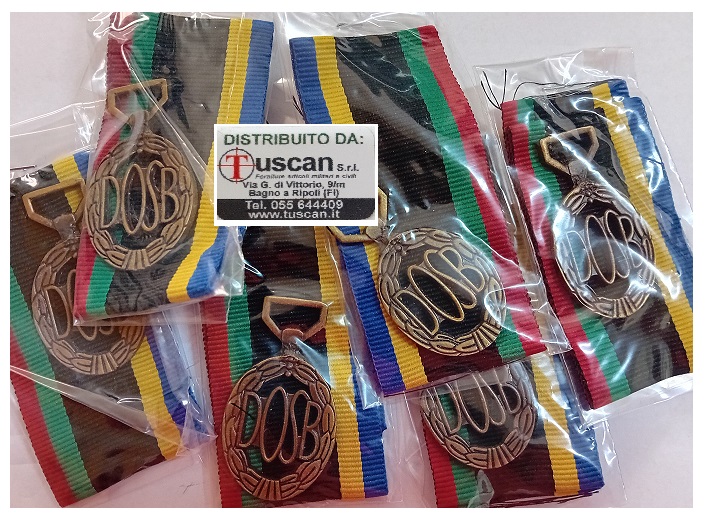 DISTRIBUITO DA:
Tuscan S.r.l.
Forniture articoli militari e civili
Via G. di Vittorio, 9/m
Bagno a Ripoli (FI)
Tel. 055 644409
www.tuscan.it
DOSB
DOSB
DOSB
DOSB
DOSB
DOSB